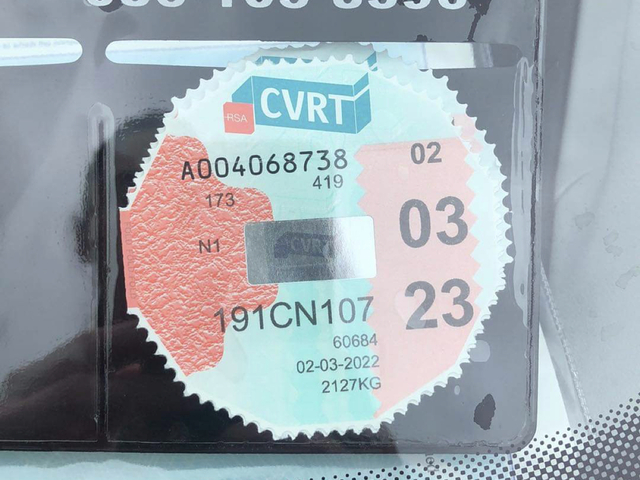 RSA CVRT
A004068738
02
419
173
03
N1
CVRT
23
191CN107
60684
02-03-2022
2127KG